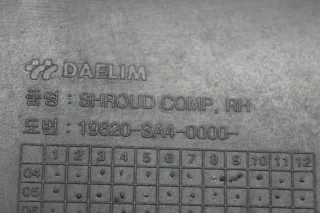 DAELIM
품명 : SHROUD COMP, RH
도번 : 19620-SA4-0000-
1 2 3 4 5 6 7 8 9 10 11 12
04
05
06